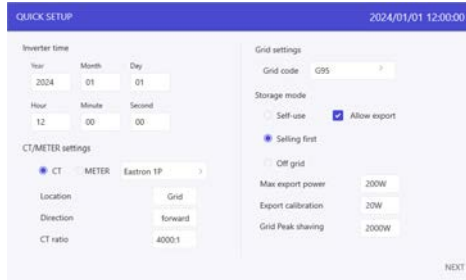 QUICK SETUP
2024/01/01 12:00:00
Inverter time
Year Month Day
2024 01 01
Hour Minute Second
12 00 00
CT/METER settings
CT METER Eastron 1P >
Location Grid
Direction forward
CT ratio 4000:1
Grid settings
Grid code G95 >
Storage mode
Self-use Allow export
Selling first
Off grid
Max export power 200W
Export calibration 20W
Grid Peak shaving 2000W
NEXT